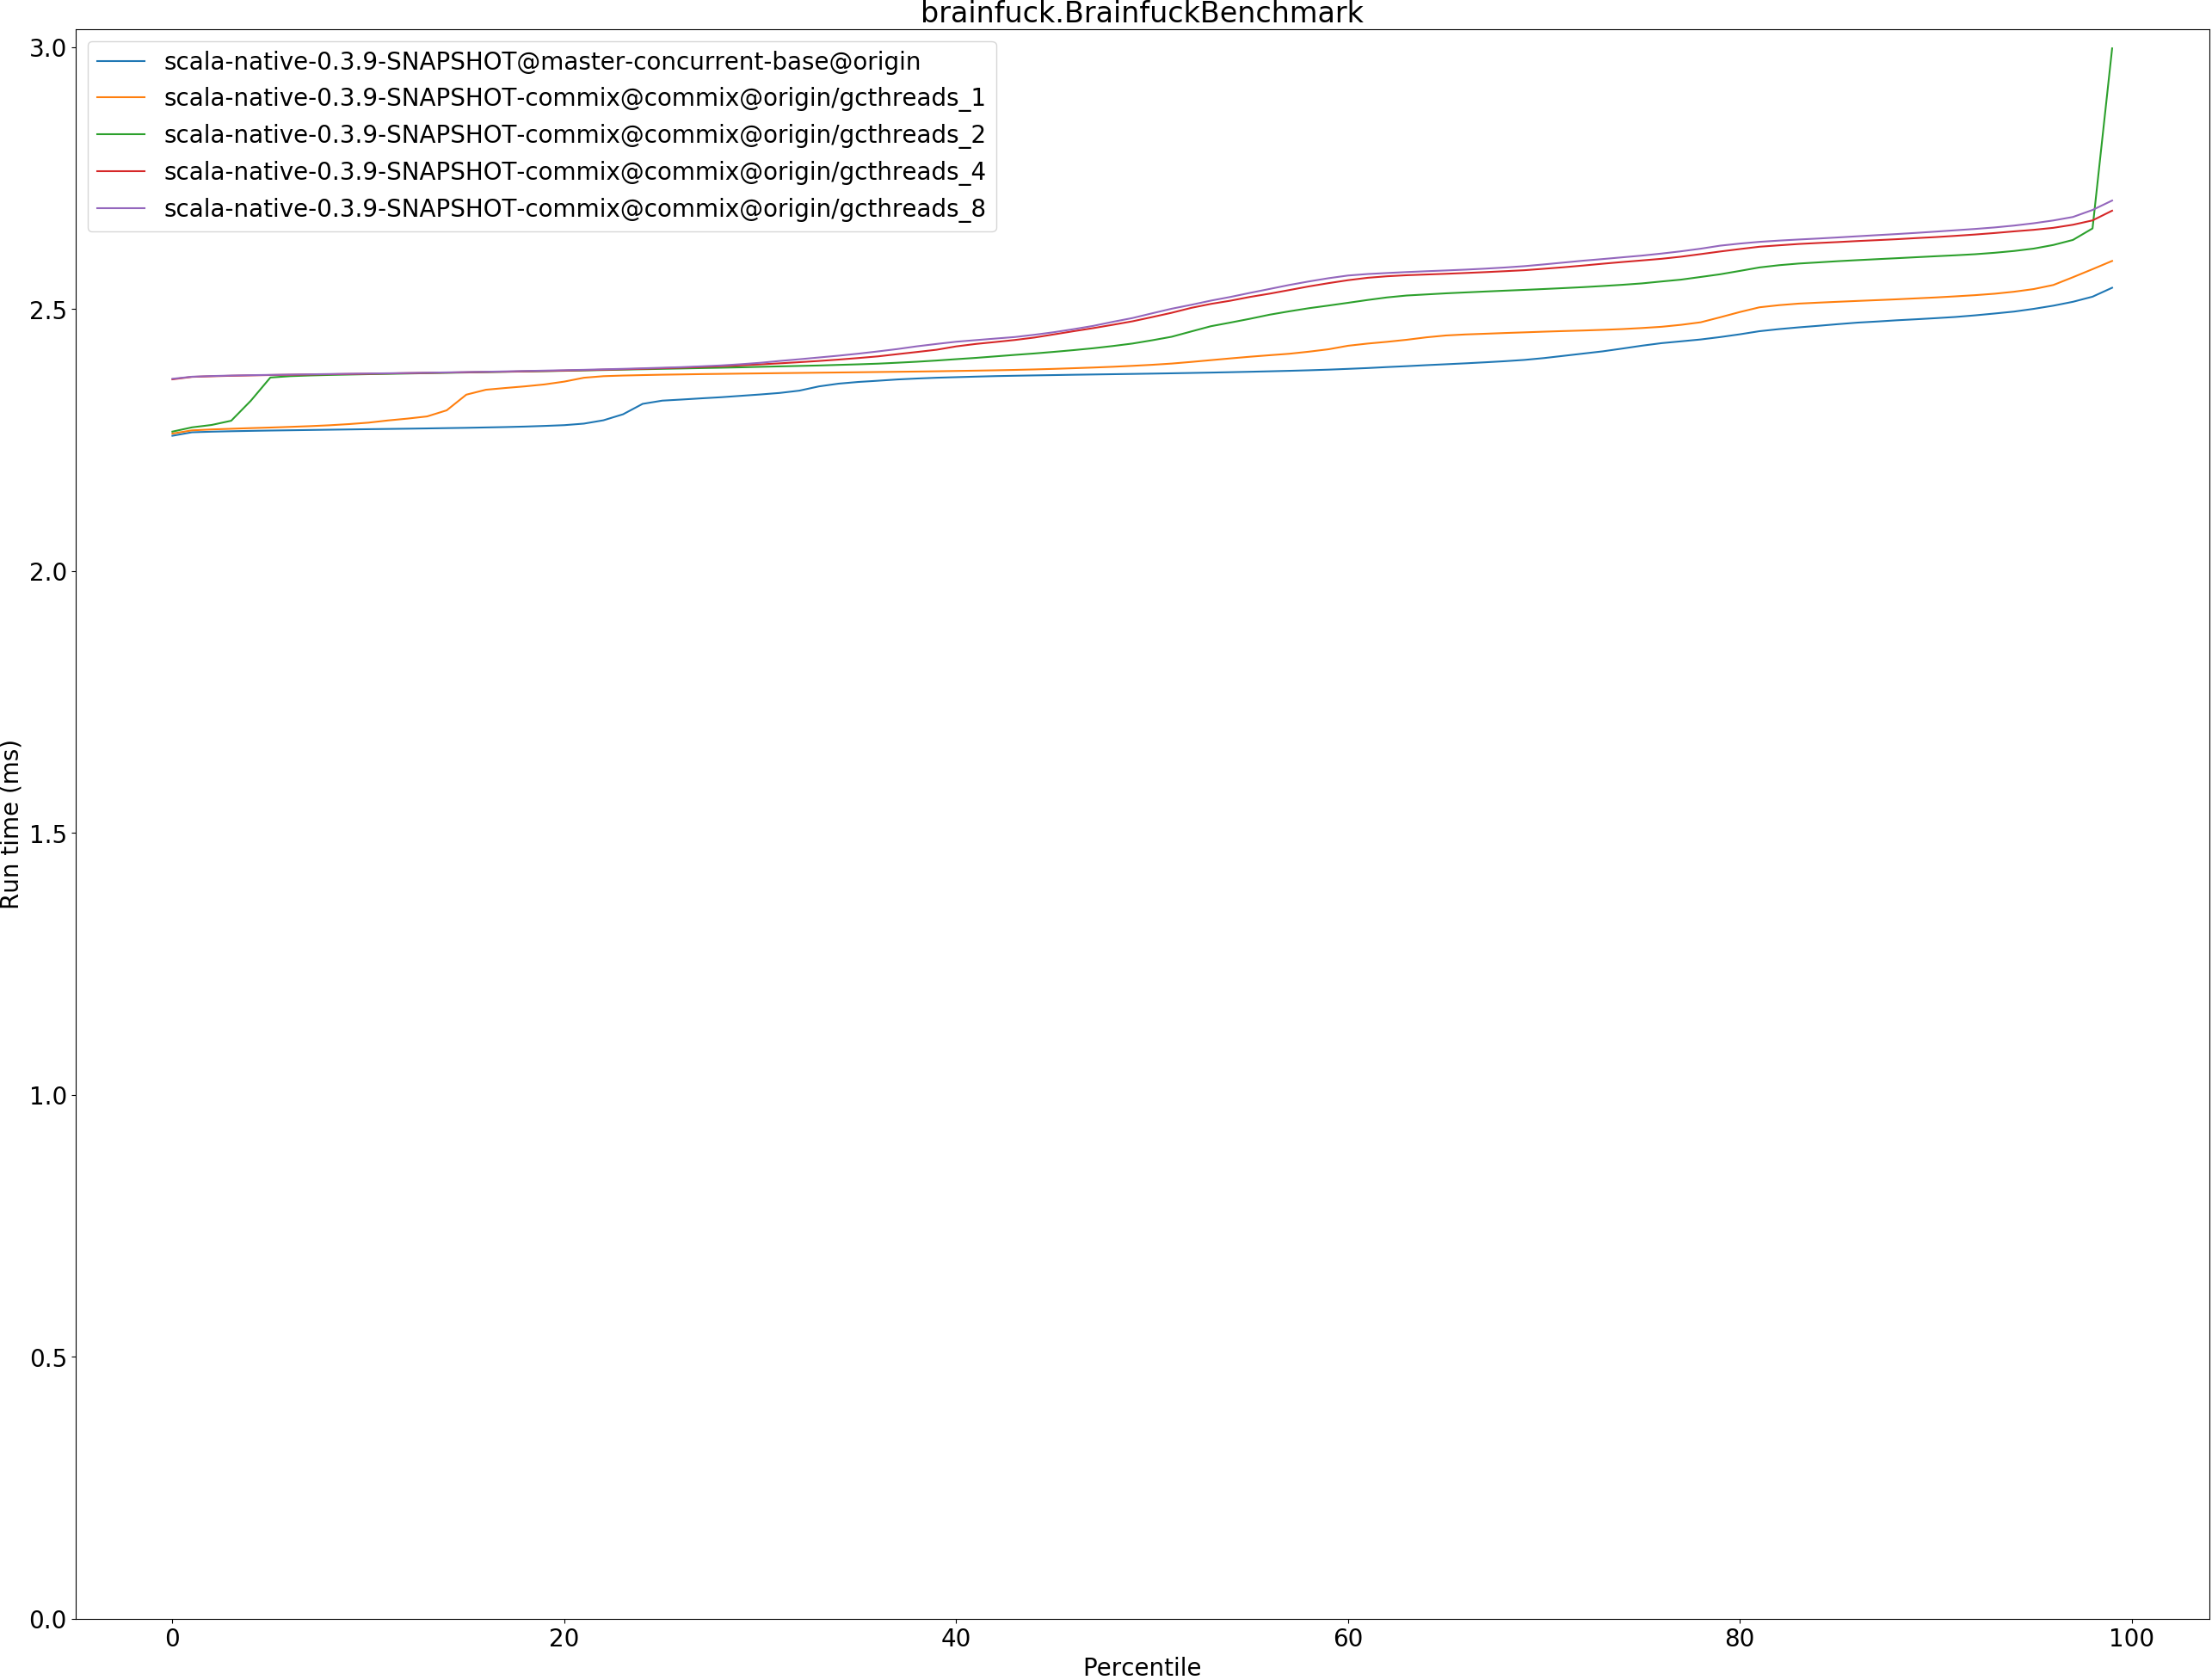 brainfuck.BrainfuckBenchmark
scala-native-0.3.9-SNAPSHOT@master-concurrent-base@origin
scala-native-0.3.9-SNAPSHOT-commix@commix@origin/gcthreads_1
scala-native-0.3.9-SNAPSHOT-commix@commix@origin/gcthreads_2
scala-native-0.3.9-SNAPSHOT-commix@commix@origin/gcthreads_4
scala-native-0.3.9-SNAPSHOT-commix@commix@origin/gcthreads_8
3.0
2.5
2.0
1.5
1.0
0.5
0.0
Run time (ms)
0 20 40 60 80 100
Percentile